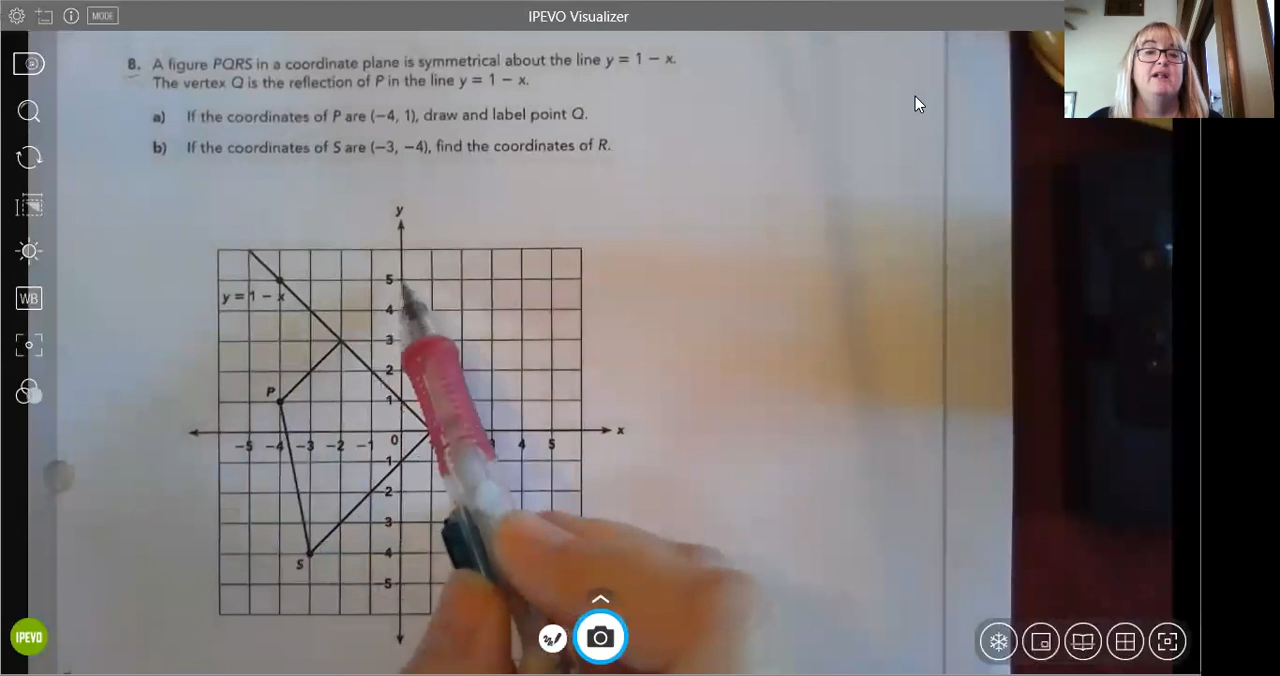 IPEVO Visualizer
MODE
8. A figure PQRS in a coordinate plane is symmetrical about the line y = 1 − x.
The vertex Q is the reflection of P in the line y = 1 − x.
a) If the coordinates of P are (−4, 1), draw and label point Q.
b) If the coordinates of S are (−3, −4), find the coordinates of R.
WB
y
5
y = 1 − x
4
3
2
P
1
x
−5 −4 −3 −2 −1 0 3 4 5
−1
−2
−3
−4
S
−5
IPEVO